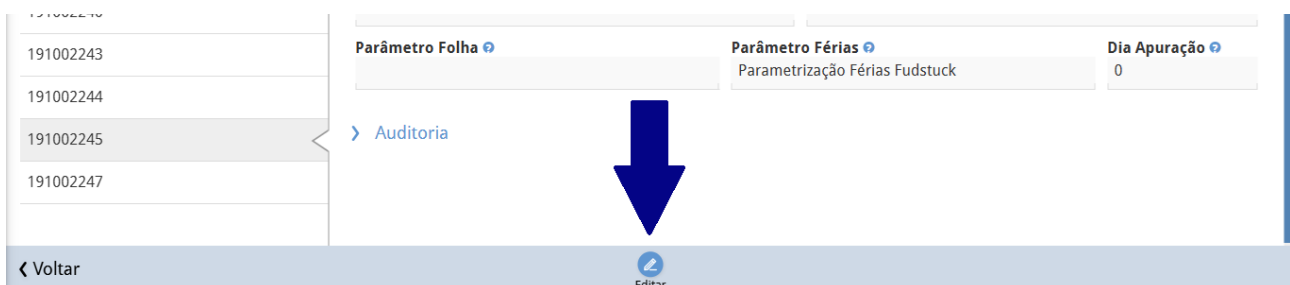 191002243
191002244
191002245
191002247
Parâmetro Folha
Parâmetro Férias
Dia Apuração
Parametrização Férias Fudstuck
0
Auditoria
Voltar
Editar